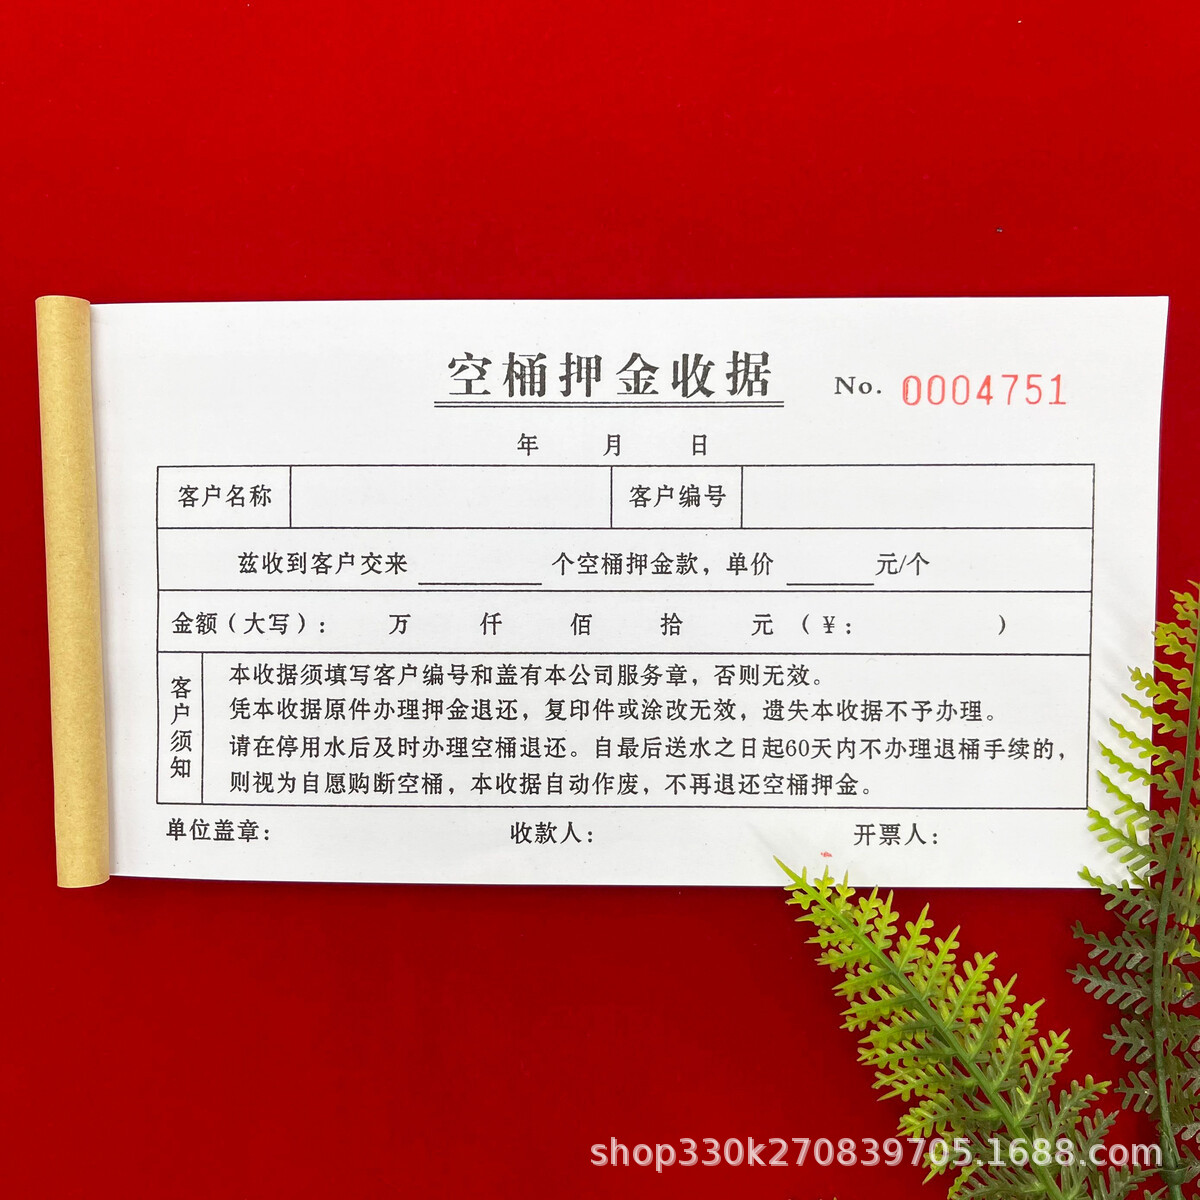 空桶押金收据 No. 0004751
年 月 日
客户名称 客户编号
兹收到客户交来 ________ 个空桶押金款，单价 ______ 元/个
金额（大写）： 万 仟 佰 拾 元 （¥： ）
客户须知
本收据须填写客户编号和盖有本公司服务章，否则无效。
凭本收据原件办理押金退还，复印件或涂改无效，遗失本收据不予办理。
请在停用水后及时办理空桶退还。自最后送水之日起60天内不办理退桶手续的，
则视为自愿购断空桶，本收据自动作废，不再退还空桶押金。
单位盖章： 收款人： 开票人：
shop330k270839705.1688.com